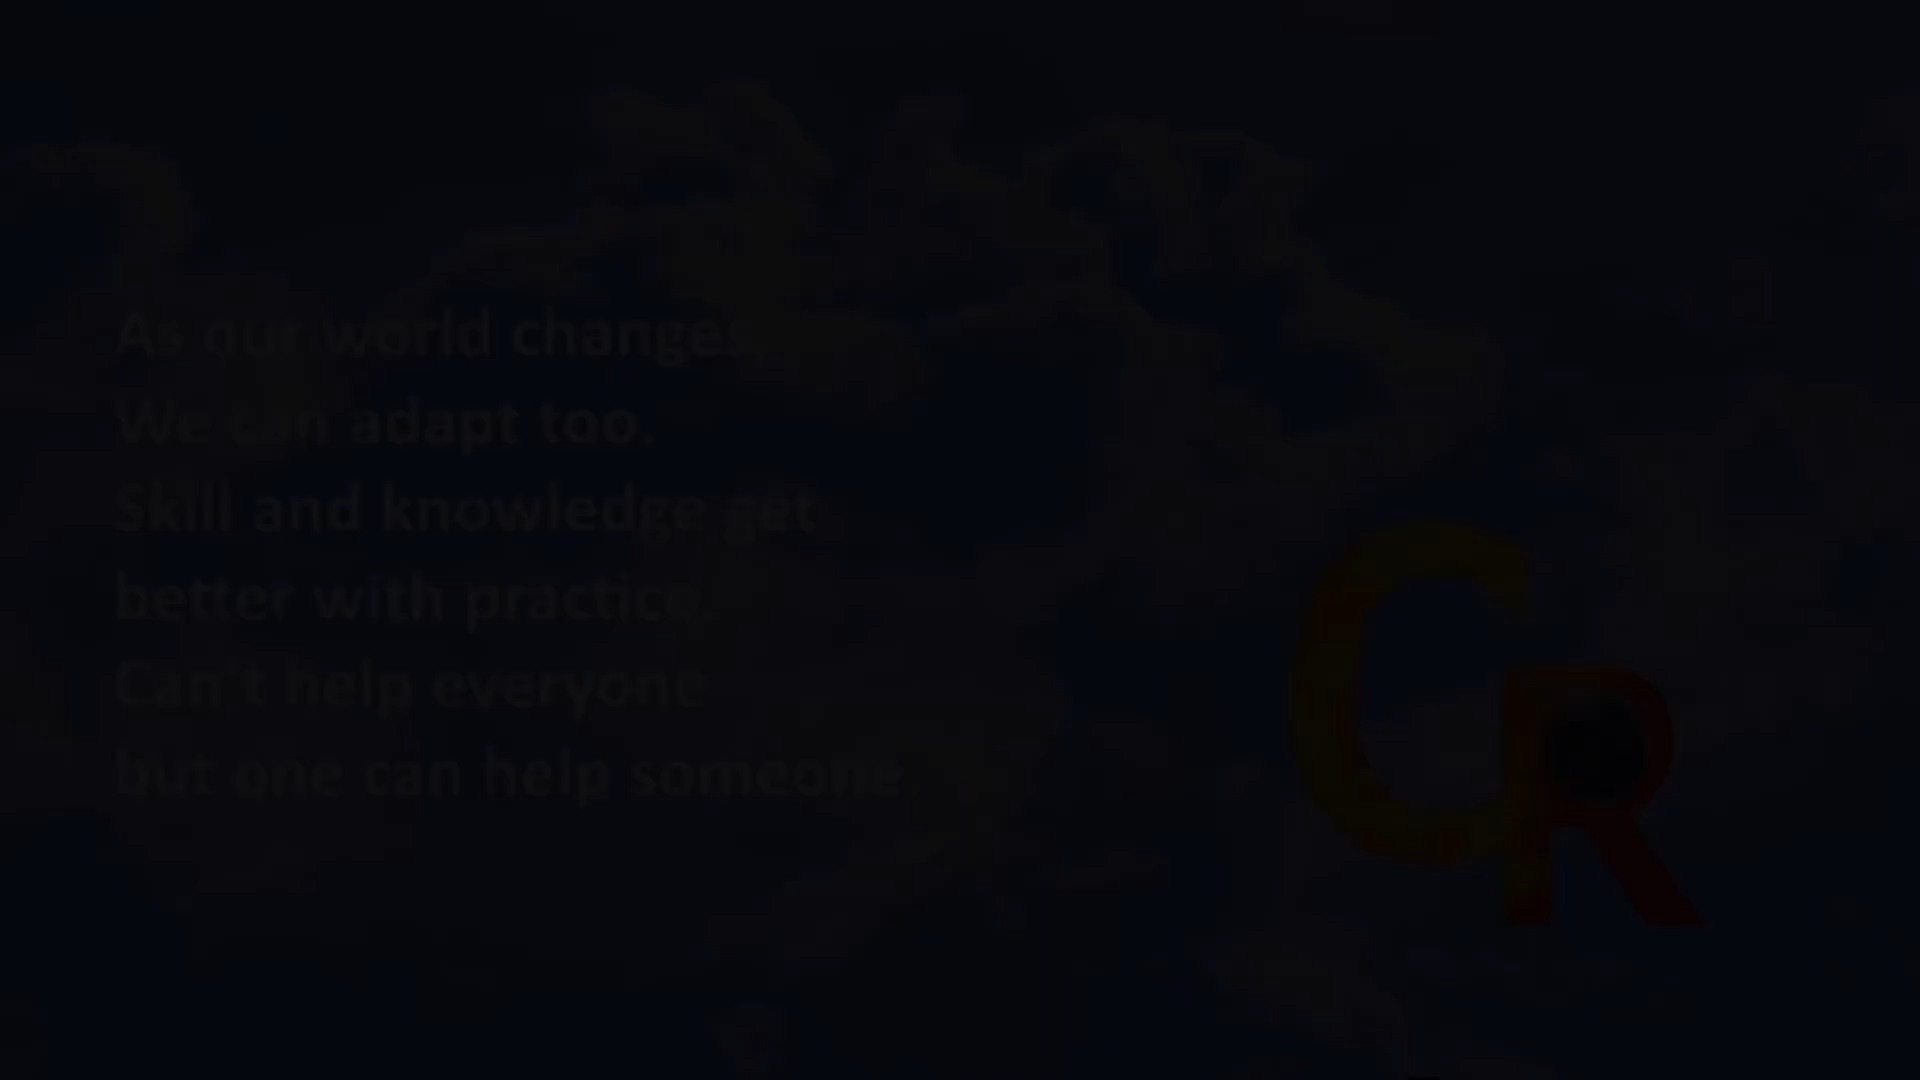 As our world changes,
We can adapt too.
Skill and knowledge get
better with practice.
Can't help everyone
but one can help someone.
CR